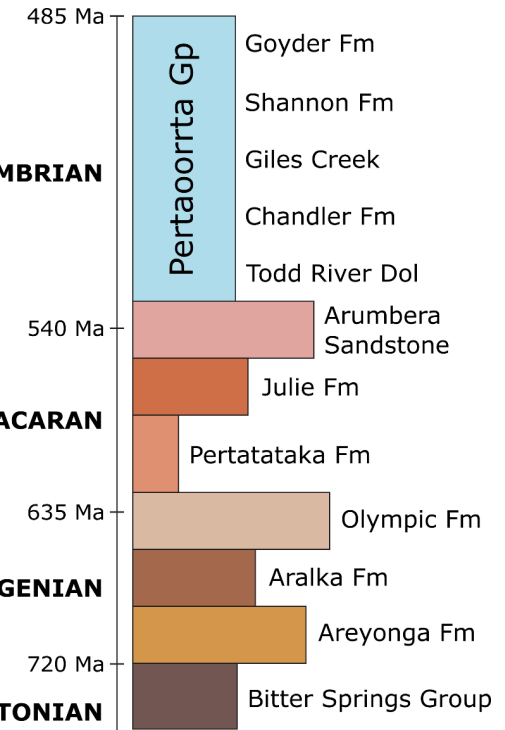 485 Ma
Pertaoorrta Gp
Goyder Fm
Shannon Fm
MBRIAN
Giles Creek
Chandler Fm
Todd River Dol
540 Ma
Arumbera
Sandstone
Julie Fm
ACARAN
Pertatataka Fm
635 Ma
Olympic Fm
GENIAN
Aralka Fm
Areyonga Fm
720 Ma
TONIAN
Bitter Springs Group